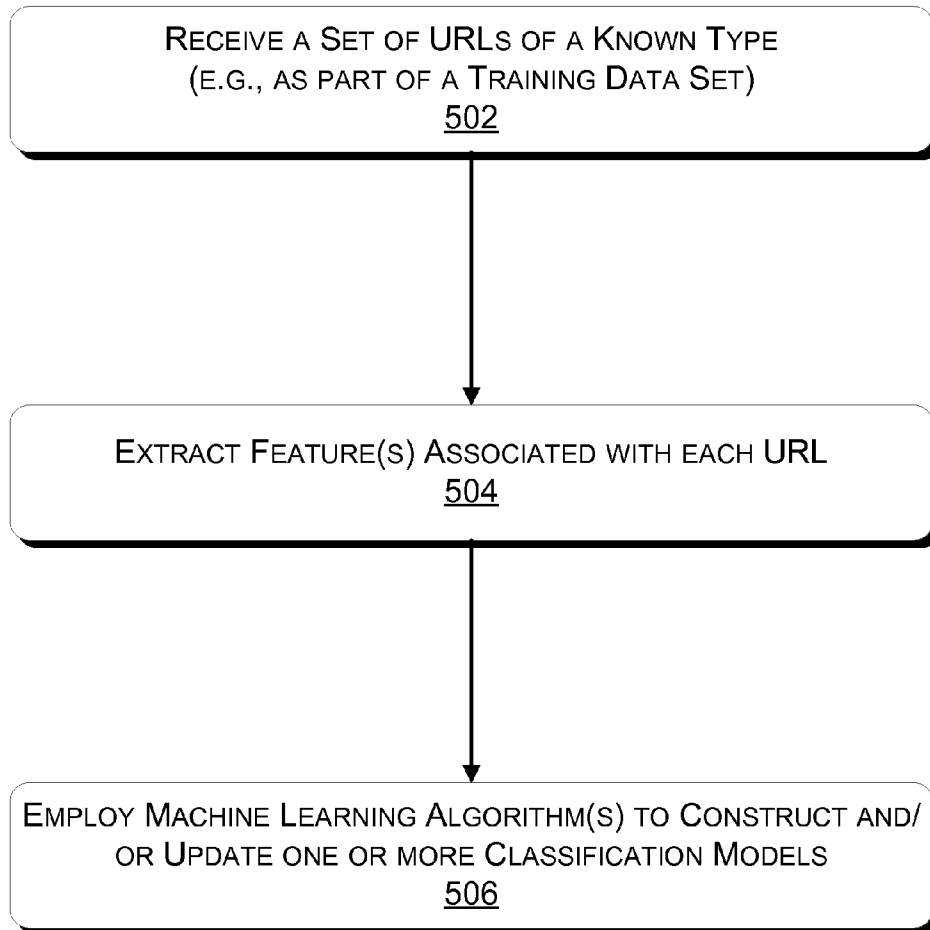 RECEIVE A SET OF URLS OF A KNOWN TYPE
(E.G., AS PART OF A TRAINING DATA SET)
502
EXTRACT FEATURE(S) ASSOCIATED WITH EACH URL
504
EMPLOY MACHINE LEARNING ALGORITHM(S) TO CONSTRUCT AND/
OR UPDATE ONE OR MORE CLASSIFICATION MODELS
506